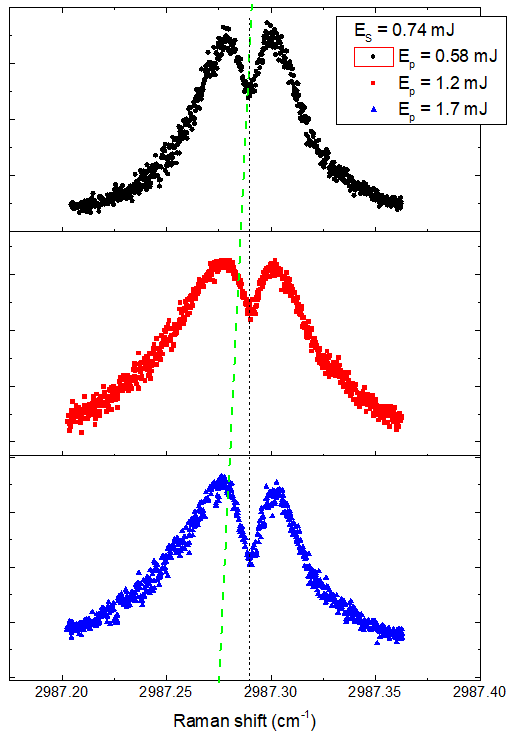 E_S = 0.74 mJ
E_p = 0.58 mJ
E_p = 1.2 mJ
E_p = 1.7 mJ
2987.20 2987.25 2987.30 2987.35 2987.40
Raman shift (cm⁻¹)